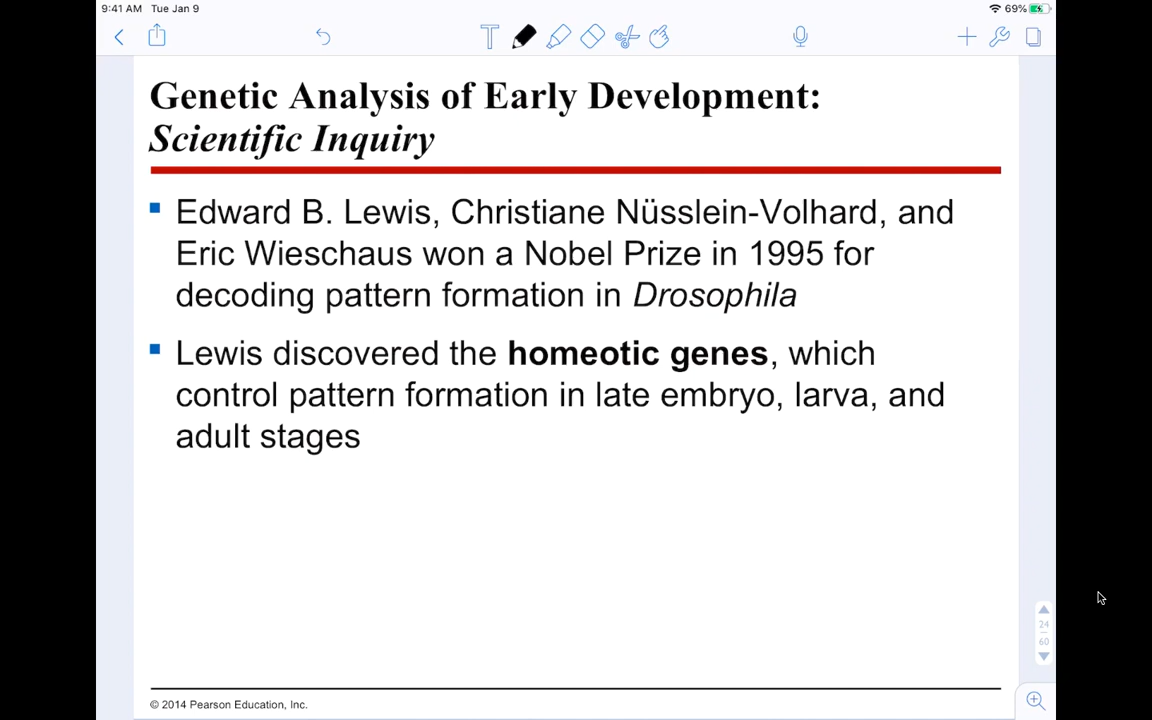 9:41 AM Tue Jan 9
69%
T
Genetic Analysis of Early Development:
Scientific Inquiry
Edward B. Lewis, Christiane Nüsslein-Volhard, and
Eric Wieschaus won a Nobel Prize in 1995 for
decoding pattern formation in Drosophila
Lewis discovered the homeotic genes, which
control pattern formation in late embryo, larva, and
adult stages
24
60
© 2014 Pearson Education, Inc.